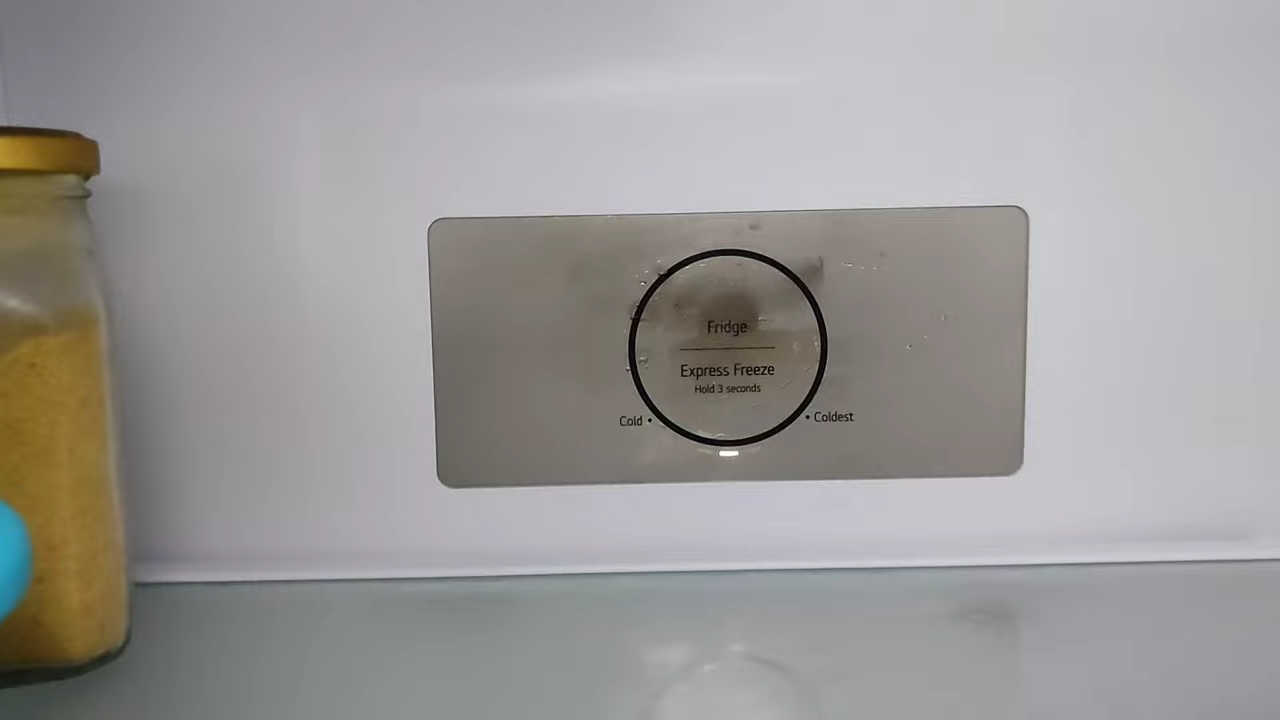 Fridge
Express Freeze
Hold 3 seconds
Cold • • Coldest